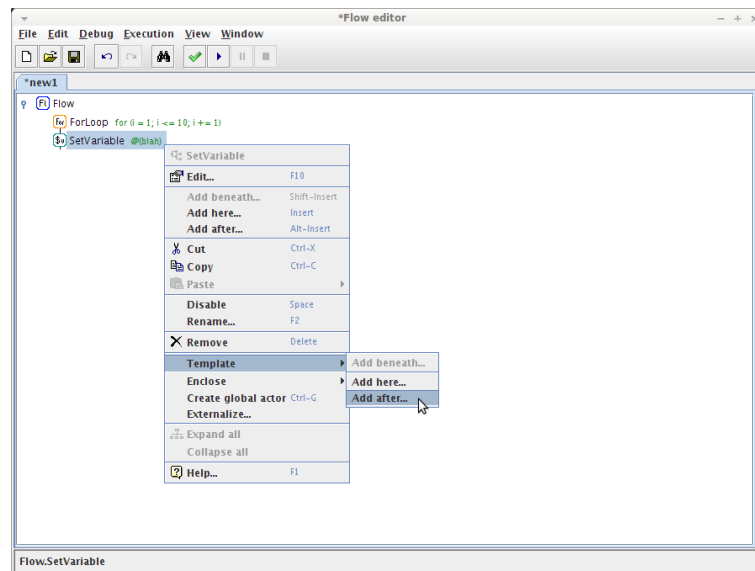 *Flow editor
File Edit Debug Execution View Window
*new1
Fl Flow
for ForLoop for (i = 1; i <= 10; i += 1)
SetVariable @(blah)
SetVariable
Edit... F10
Add beneath... Shift-Insert
Add here... Insert
Add after... Alt-Insert
Cut Ctrl-X
Copy Ctrl-C
Paste
Disable Space
Rename... F2
Remove Delete
Template Add beneath...
Enclose Add here...
Create global actor Ctrl-G Add after...
Externalize...
Expand all
Collapse all
Help... F1
Flow.SetVariable